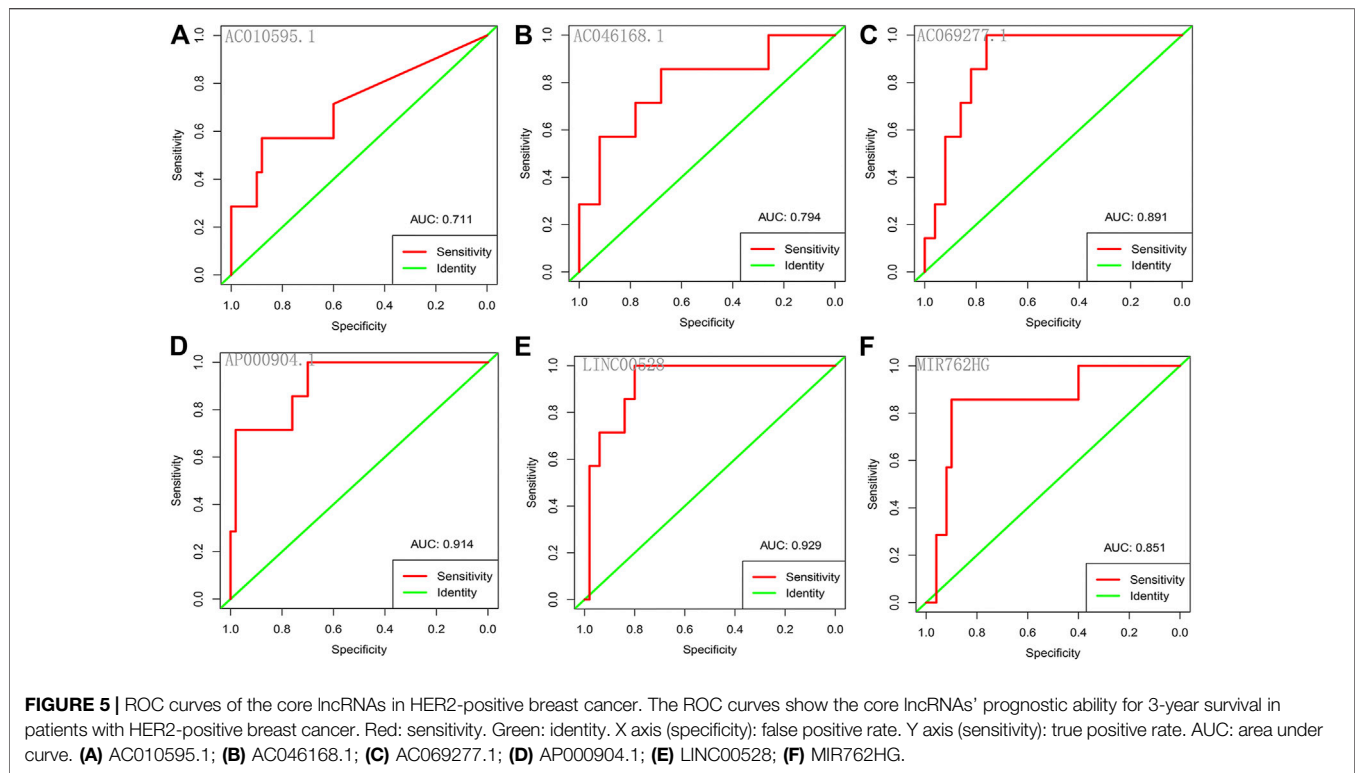 A
AC010595.1
Sensitivity
0.0 0.2 0.4 0.6 0.8 1.0
AUC: 0.711
Sensitivity
Identity
1.0 0.8 0.6 0.4 0.2 0.0
Specificity
B
AC046168.1
Sensitivity
0.0 0.2 0.4 0.6 0.8 1.0
AUC: 0.794
Sensitivity
Identity
1.0 0.8 0.6 0.4 0.2 0.0
Specificity
C
AC069277.1
Sensitivity
0.0 0.2 0.4 0.6 0.8 1.0
AUC: 0.891
Sensitivity
Identity
1.0 0.8 0.6 0.4 0.2 0.0
Specificity
D
AP000904.1
Sensitivity
0.0 0.2 0.4 0.6 0.8 1.0
AUC: 0.914
Sensitivity
Identity
1.0 0.8 0.6 0.4 0.2 0.0
Specificity
E
LINC00528
Sensitivity
0.0 0.2 0.4 0.6 0.8 1.0
AUC: 0.929
Sensitivity
Identity
1.0 0.8 0.6 0.4 0.2 0.0
Specificity
F
MIR762HG
Sensitivity
0.0 0.2 0.4 0.6 0.8 1.0
AUC: 0.851
Sensitivity
Identity
1.0 0.8 0.6 0.4 0.2 0.0
Specificity
FIGURE 5 | ROC curves of the core lncRNAs in HER2-positive breast cancer. The ROC curves show the core lncRNAs' prognostic ability for 3-year survival in
patients with HER2-positive breast cancer. Red: sensitivity. Green: identity. X axis (specificity): false positive rate. Y axis (sensitivity): true positive rate. AUC: area under
curve. (A) AC010595.1; (B) AC046168.1; (C) AC069277.1; (D) AP000904.1; (E) LINC00528; (F) MIR762HG.